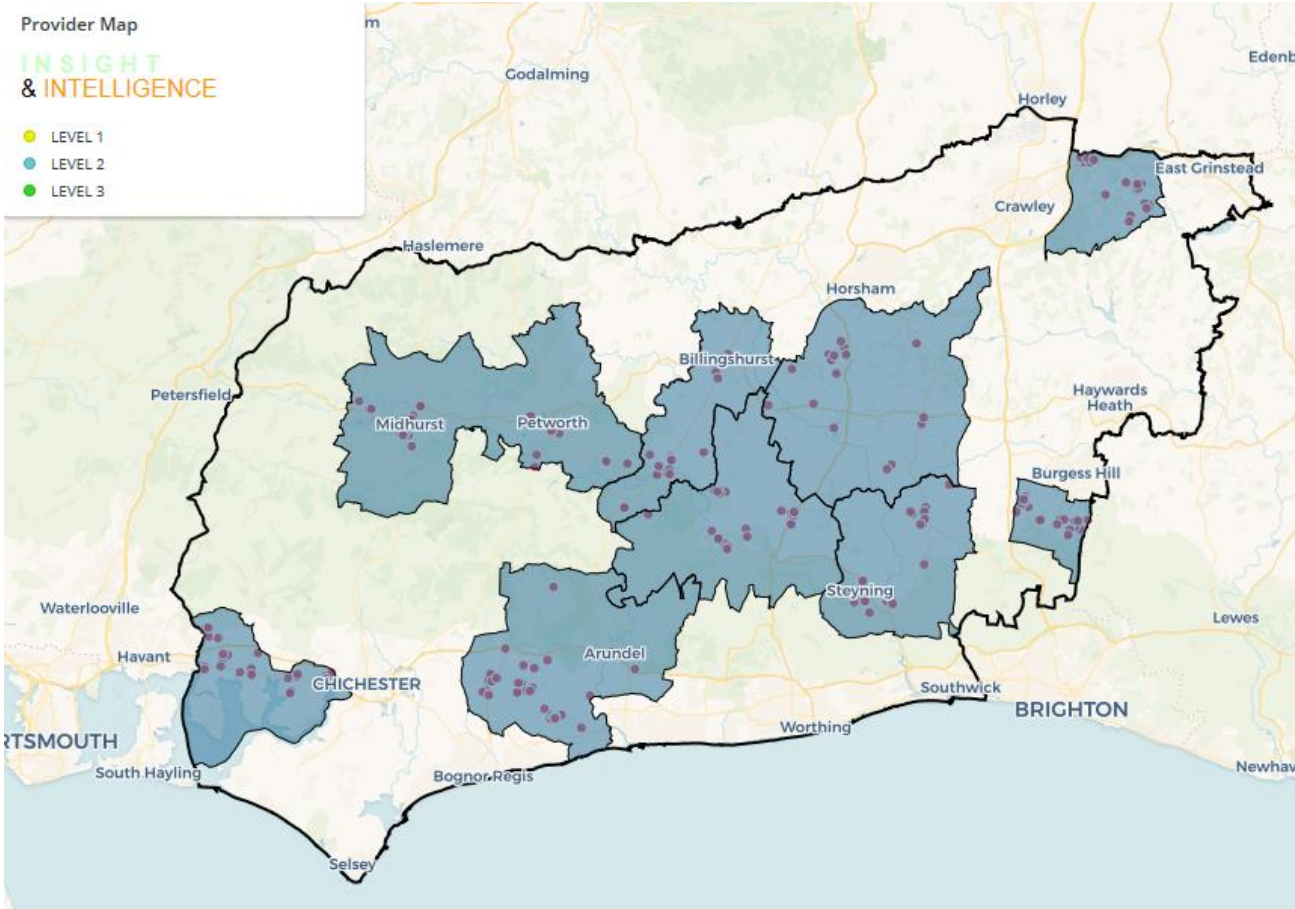 Provider Map
INSIGHT
& INTELLIGENCE
LEVEL 1
LEVEL 2
LEVEL 3
m
Godalming
Edenb
Horley
East Grinstead
Crawley
Haslemere
Horsham
Billingshurst
Petersfield
Haywards
Heath
Midhurst
Petworth
Burgess Hill
Steyning
Waterlooville
Lewes
Havant
Arundel
CHICHESTER
Southwick
BRIGHTON
Worthing
RTSMOUTH
South Hayling
Bognor Regis
Newhav
Selsey